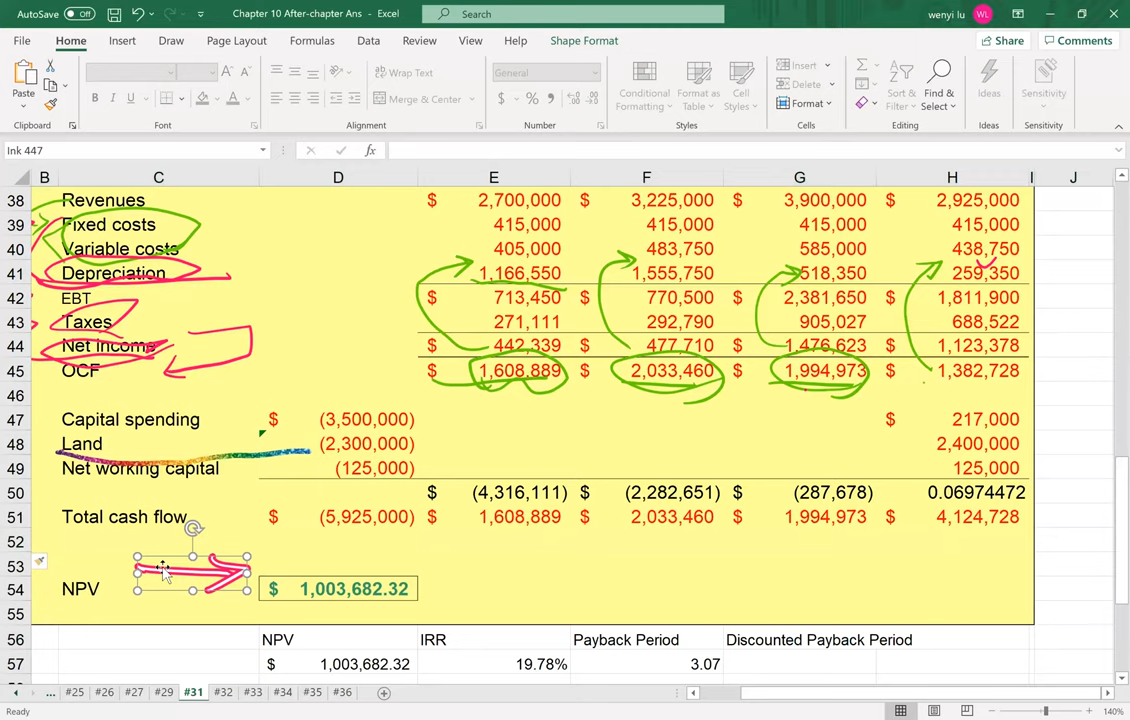 AutoSave Off Chapter 10 After-chapter Ans - Excel Search wenyi lu WL
File Home Insert Draw Page Layout Formulas Data Review View Help Shape Format Share Comments
Paste B I U Wrap Text Merge & Center General $ % Conditional Formatting Format as Table Cell Styles Insert Delete Format Sort & Filter Find & Select Ideas Sensitivity
Clipboard Font Alignment Number Styles Cells Editing Ideas Sensitivity
Ink 447 fx
B C D E F G H I J
38 Revenues $ 2,700,000 $ 3,225,000 $ 3,900,000 $ 2,925,000
39 Fixed costs 415,000 415,000 415,000 415,000
40 Variable costs 405,000 483,750 585,000 438,750
41 Depreciation 1,166,550 1,555,750 518,350 259,350
42 EBT $ 713,450 $ 770,500 $ 2,381,650 $ 1,811,900
43 Taxes 271,111 292,790 905,027 688,522
44 Net income $ 442,339 $ 477,710 $ 1,476,623 $ 1,123,378
45 OCF $ 1,608,889 $ 2,033,460 $ 1,994,973 $ 1,382,728
46
47 Capital spending $ (3,500,000) $ 217,000
48 Land (2,300,000) 2,400,000
49 Net working capital (125,000) 125,000
50 $ (4,316,111) $ (2,282,651) $ (287,678) 0.06974472
51 Total cash flow $ (5,925,000) $ 1,608,889 $ 2,033,460 $ 1,994,973 $ 4,124,728
52
53
54 NPV $ 1,003,682.32
55
56 NPV IRR Payback Period Discounted Payback Period
57 $ 1,003,682.32 19.78% 3.07
... #25 #26 #27 #29 #31 #32 #33 #34 #35 #36
Ready 140%